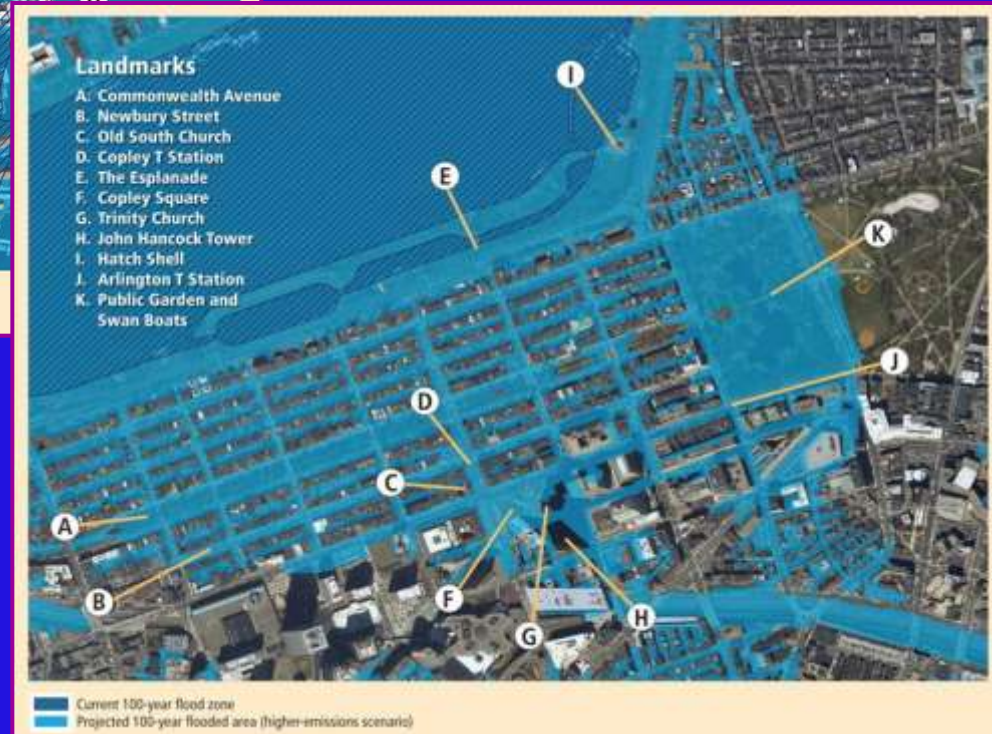 Landmarks
A. Commonwealth Avenue
B. Newbury Street
C. Old South Church
D. Copley T Station
E. The Esplanade
F. Copley Square
G. Trinity Church
H. John Hancock Tower
I. Hatch Shell
J. Arlington T Station
K. Public Garden and
Swan Boats
I
E
K
J
D
C
A
B
F
G
H
Current 100-year flood zone
Projected 100-year flooded area (higher-emissions scenario)